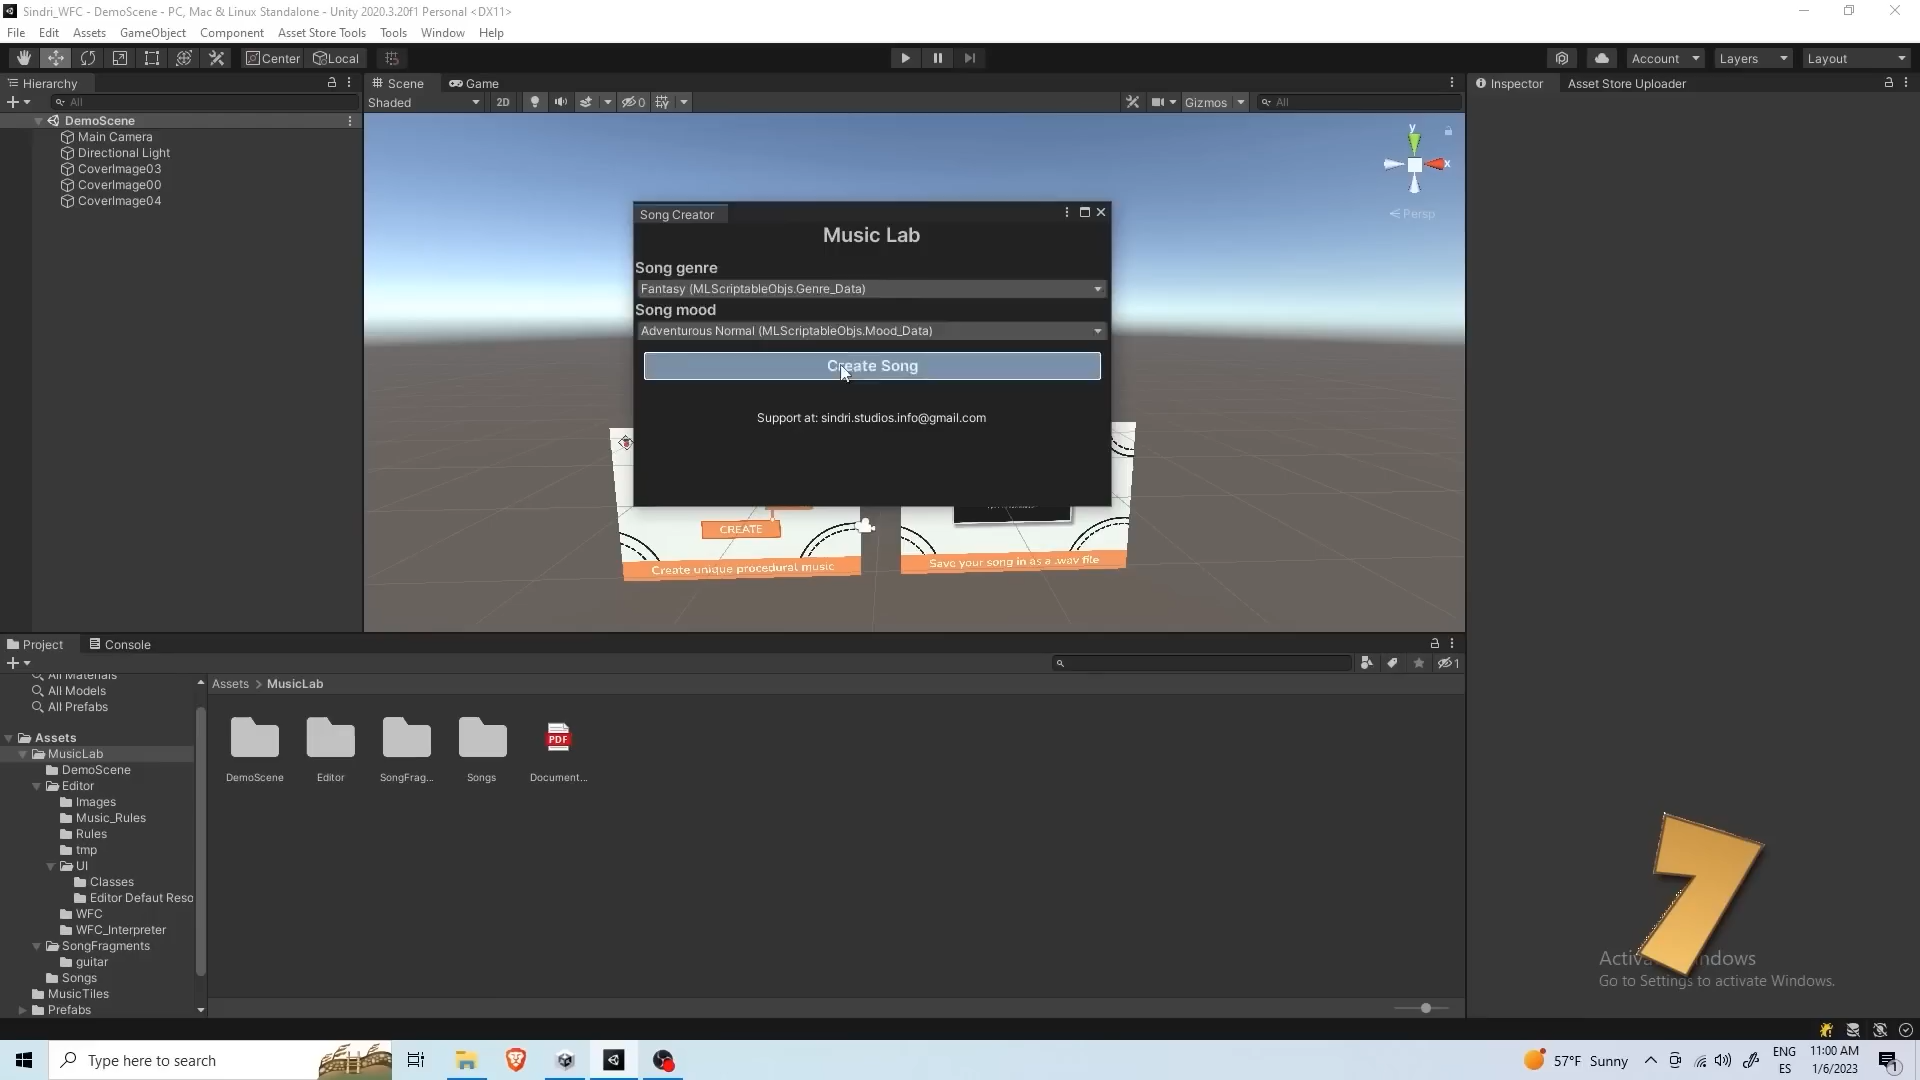 Sindri_WFC - DemoScene - PC, Mac & Linux Standalone - Unity 2020.3.20f1 Personal <DX11>
File Edit Assets GameObject Component Asset Store Tools Tools Window Help
Center Local Account Layers Layout
Hierarchy Scene Game Inspector Asset Store Uploader
All Shaded 2D 0 Gizmos All
DemoScene
Main Camera
Directional Light
CoverImage03
CoverImage00
CoverImage04
y
x
Persp
Song Creator
Music Lab
Song genre
Fantasy (MLScriptableObjs.Genre_Data)
Song mood
Adventurous Normal (MLScriptableObjs.Mood_Data)
Create Song
Support at: sindri.studios.info@gmail.com
CREATE
Create unique procedural music
Save your song in as a .wav file
Project Console
1
All Materials
All Models
All Prefabs
Assets
MusicLab
DemoScene
Editor
Images
Music_Rules
Rules
tmp
UI
Classes
Editor Defaut Reso
WFC
WFC_Interpreter
SongFragments
guitar
Songs
MusicTiles
Prefabs
Assets > MusicLab
PDF
DemoScene Editor SongFrag... Songs Document...
7
Activate Windows
Go to Settings to activate Windows.
Type here to search
57°F Sunny
ENG
ES
11:00 AM
1/6/2023
1